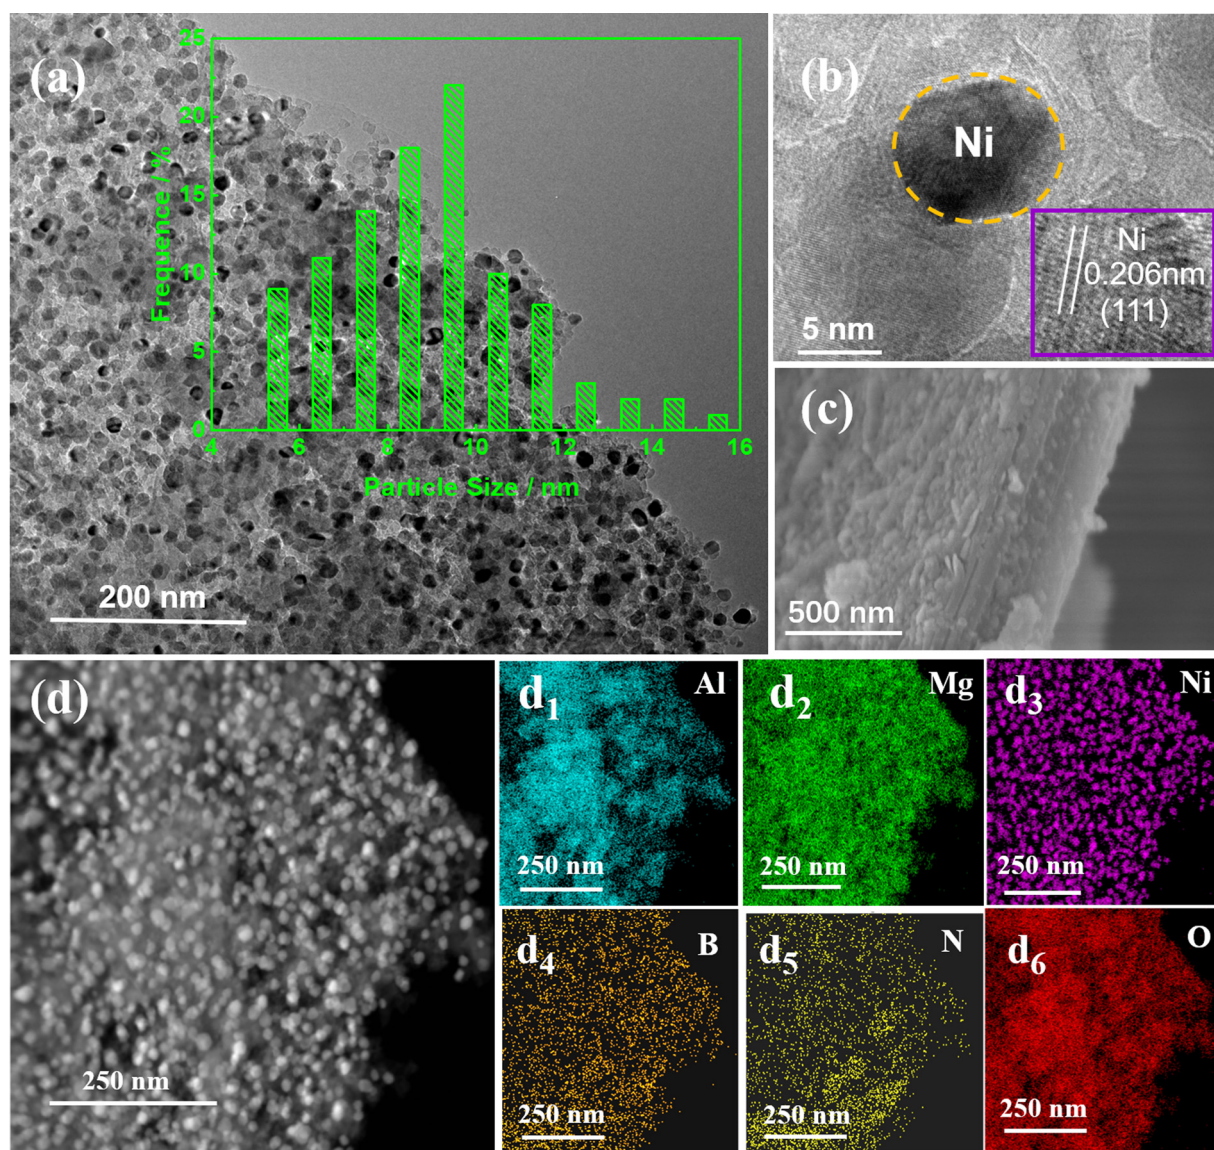 (a)
25
20
15
10
5
0
Frequence / %
4 6 8 10 12 14 16
Particle Size / nm
200 nm
(b)
Ni
5 nm
Ni
0.206nm
(111)
(c)
500 nm
(d)
250 nm
d1
Al
250 nm
d2
Mg
250 nm
d3
Ni
250 nm
d4
B
250 nm
d5
N
250 nm
d6
O
250 nm